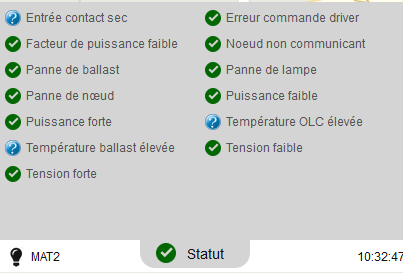 Entrée contact sec
Erreur commande driver
Facteur de puissance faible
Noeud non communicant
Panne de ballast
Panne de lampe
Panne de nœud
Puissance faible
Puissance forte
Température OLC élevée
Température ballast élevée
Tension faible
Tension forte
MAT2
Statut
10:32:47